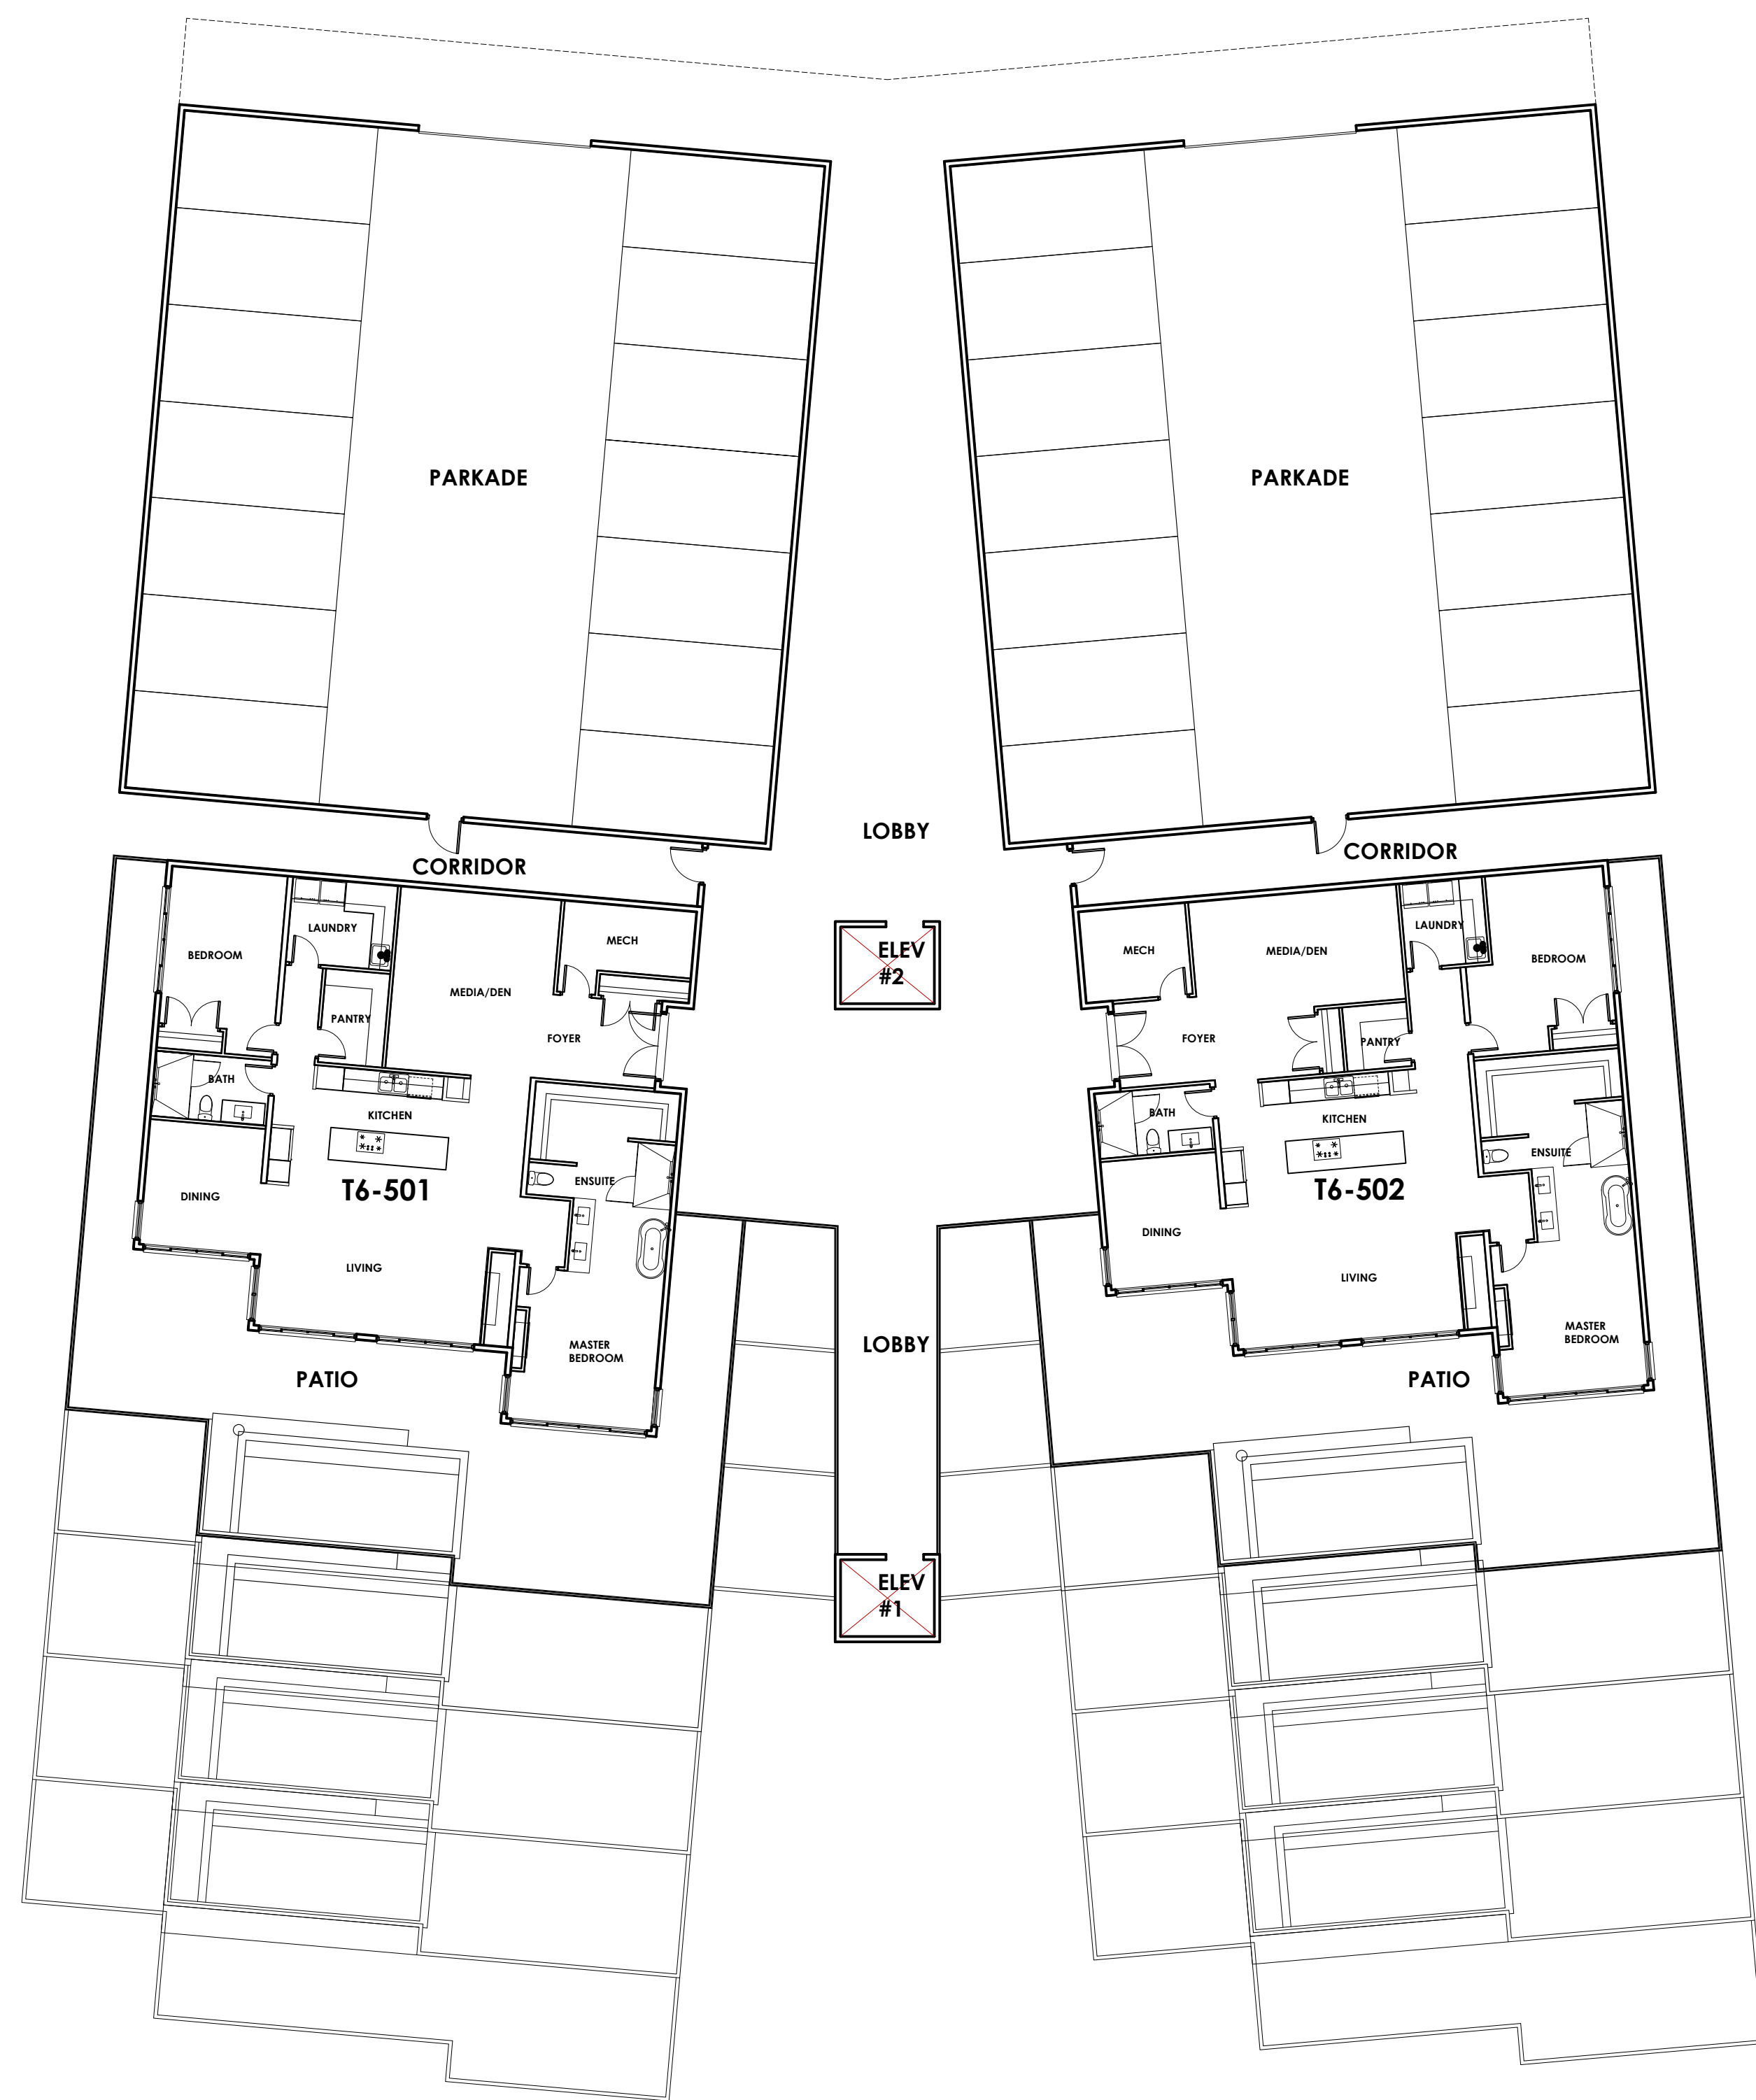 PARKADE
PARKADE
LOBBY
CORRIDOR
CORRIDOR
BEDROOM
LAUNDRY
MECH
MEDIA/DEN
PANTRY
FOYER
BATH
KITCHEN
DINING
T6-501
ENSUITE
LIVING
MASTER
BEDROOM
PATIO
ELEV
#2
LOBBY
ELEV
#1
MECH
MEDIA/DEN
LAUNDRY
BEDROOM
FOYER
PANTRY
BATH
KITCHEN
ENSUITE
T6-502
DINING
LIVING
MASTER
BEDROOM
PATIO